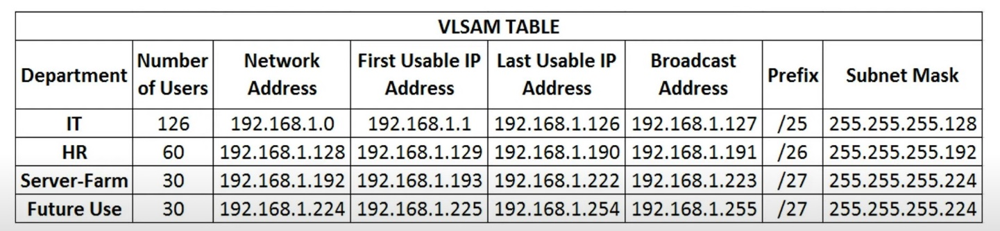 VLSAM TABLE
Department Number of Users Network Address First Usable IP Address Last Usable IP Address Broadcast Address Prefix Subnet Mask
IT 126 192.168.1.0 192.168.1.1 192.168.1.126 192.168.1.127 /25 255.255.255.128
HR 60 192.168.1.128 192.168.1.129 192.168.1.190 192.168.1.191 /26 255.255.255.192
Server-Farm 30 192.168.1.192 192.168.1.193 192.168.1.222 192.168.1.223 /27 255.255.255.224
Future Use 30 192.168.1.224 192.168.1.225 192.168.1.254 192.168.1.255 /27 255.255.255.224